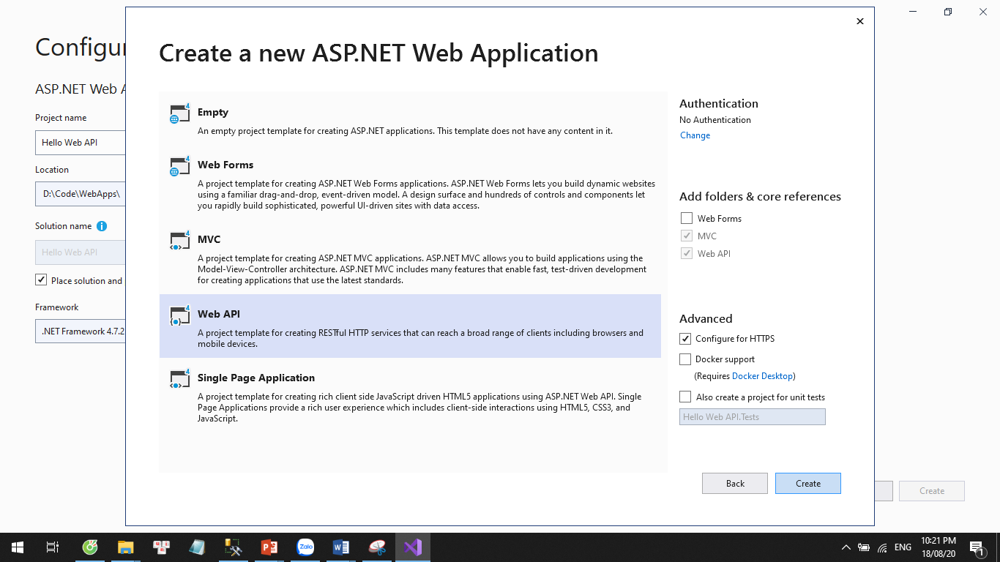 Configu
ASP.NET Web A
Project name
Hello Web API
Location
D:\Code\WebApps\
Solution name
Hello Web API
Place solution and
Framework
.NET Framework 4.7.2
Create a new ASP.NET Web Application
Empty
An empty project template for creating ASP.NET applications. This template does not have any content in it.
Web Forms
A project template for creating ASP.NET Web Forms applications. ASP.NET Web Forms lets you build dynamic websites
using a familiar drag-and-drop, event-driven model. A design surface and hundreds of controls and components let
you rapidly build sophisticated, powerful UI-driven sites with data access.
MVC
A project template for creating ASP.NET MVC applications. ASP.NET MVC allows you to build applications using the
Model-View-Controller architecture. ASP.NET MVC includes many features that enable fast, test-driven development
for creating applications that use the latest standards.
Web API
A project template for creating RESTful HTTP services that can reach a broad range of clients including browsers and
mobile devices.
Single Page Application
A project template for creating rich client side JavaScript driven HTML5 applications using ASP.NET Web API. Single
Page Applications provide a rich user experience which includes client-side interactions using HTML5, CSS3, and
JavaScript.
Authentication
No Authentication
Change
Add folders & core references
Web Forms
MVC
Web API
Advanced
Configure for HTTPS
Docker support
(Requires Docker Desktop)
Also create a project for unit tests
Hello Web API.Tests
Back
Create
Create
Zalo
ENG
10:21 PM
18/08/20
1